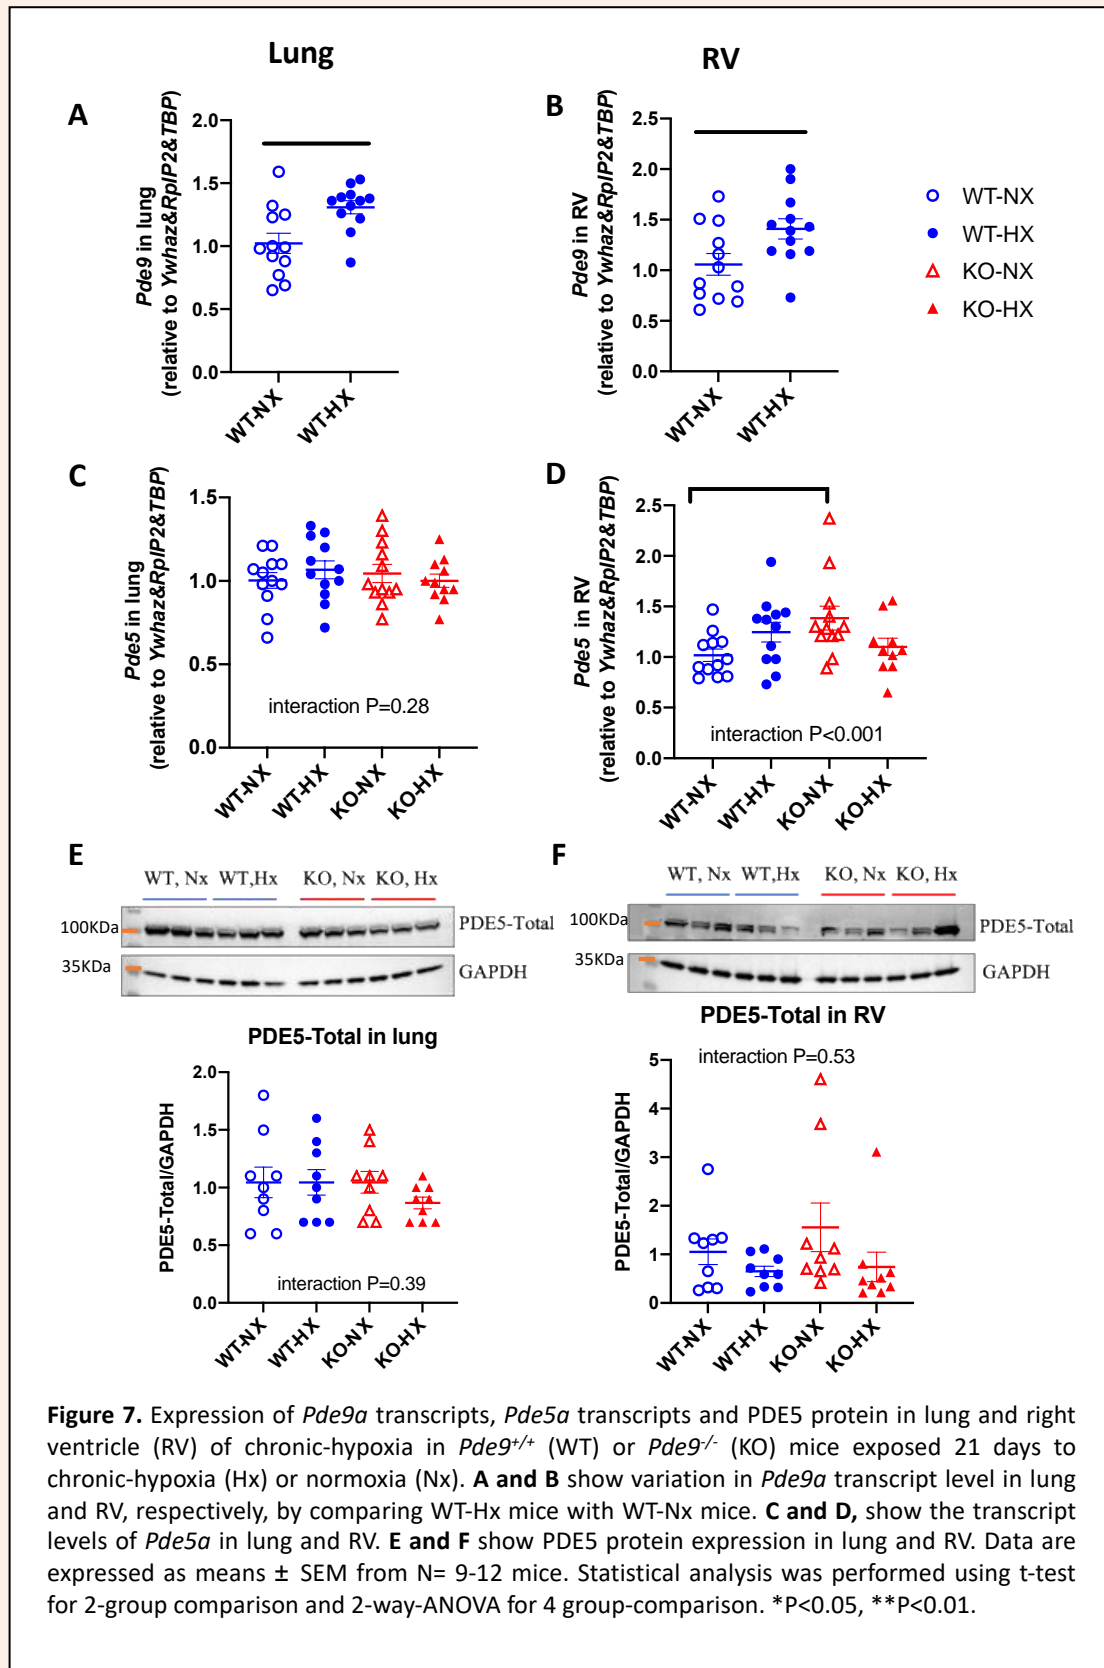 Lung
RV
A
Pde9 in lung
(relative to Ywhaz&RplP2&TBP)
2.0
1.5
1.0
0.5
0.0
WT-NX
WT-HX
B
Pde9 in RV
(relative to Ywhaz&RplP2&TBP)
2.5
2.0
1.5
1.0
0.5
0.0
WT-NX
WT-HX
WT-NX
WT-HX
KO-NX
KO-HX
C
Pde5 in lung
(relative to Ywhaz&RplP2&TBP)
1.5
1.0
0.5
0.0
interaction P=0.28
WT-NX
WT-HX
KO-NX
KO-HX
D
Pde5 in RV
(relative to Ywhaz&RplP2&TBP)
2.5
2.0
1.5
1.0
0.5
0.0
interaction P<0.001
WT-NX
WT-HX
KO-NX
KO-HX
E
WT, Nx WT,Hx KO, Nx KO, Hx
100KDa
PDE5-Total
35KDa
GAPDH
PDE5-Total in lung
PDE5-Total/GAPDH
2.0
1.5
1.0
0.5
0.0
interaction P=0.39
WT-NX
WT-HX
KO-NX
KO-HX
F
WT, Nx WT,Hx KO, Nx KO, Hx
100KDa
PDE5-Total
35KDa
GAPDH
PDE5-Total in RV
interaction P=0.53
PDE5-Total/GAPDH
5
4
3
2
1
0
WT-NX
WT-HX
KO-NX
KO-HX
Figure 7. Expression of Pde9a transcripts, Pde5a transcripts and PDE5 protein in lung and right
ventricle (RV) of chronic-hypoxia in Pde9+/+ (WT) or Pde9-/- (KO) mice exposed 21 days to
chronic-hypoxia (Hx) or normoxia (Nx). A and B show variation in Pde9a transcript level in lung
and RV, respectively, by comparing WT-Hx mice with WT-Nx mice. C and D, show the transcript
levels of Pde5a in lung and RV. E and F show PDE5 protein expression in lung and RV. Data are
expressed as means ± SEM from N= 9-12 mice. Statistical analysis was performed using t-test
for 2-group comparison and 2-way-ANOVA for 4 group-comparison. *P<0.05, **P<0.01.